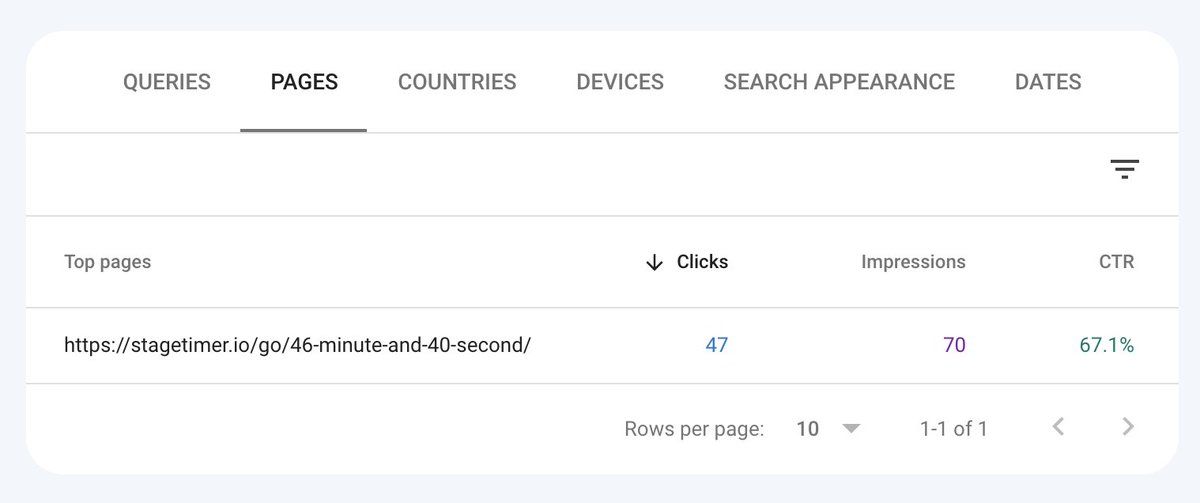 QUERIES PAGES COUNTRIES DEVICES SEARCH APPEARANCE DATES
Top pages Clicks Impressions CTR
https://stagetimer.io/go/46-minute-and-40-second/ 47 70 67.1%
Rows per page: 10 1-1 of 1